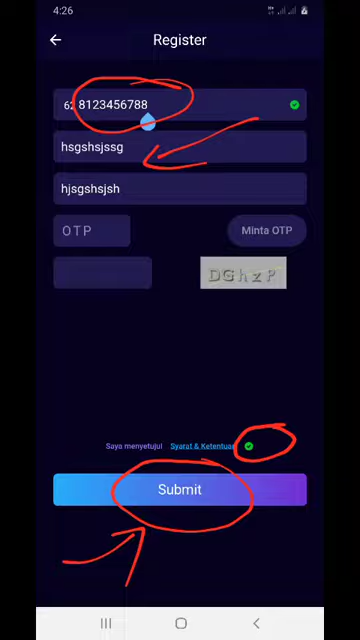 4:26
Register
62 8123456788
hsgshsjssg
hjsgshsjsh
OTP
Minta OTP
DGhzP
Saya menyetujui Syarat & Ketentuan
Submit